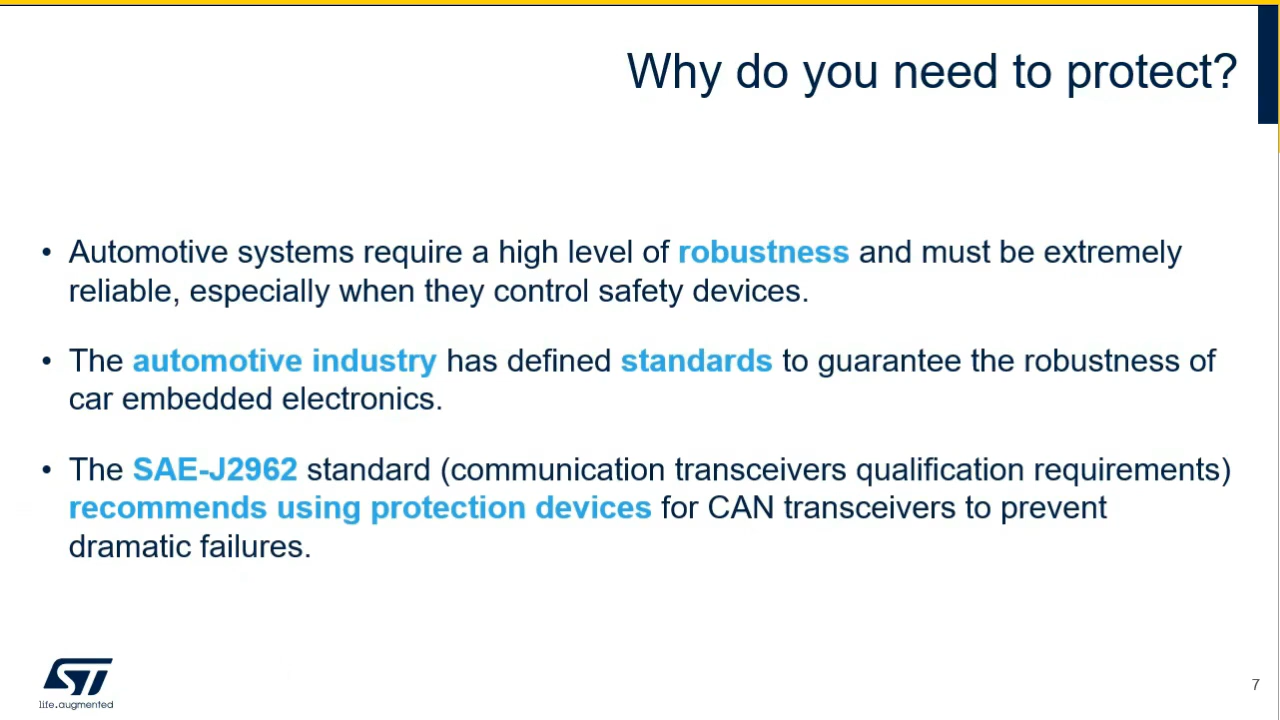 Why do you need to protect?
• Automotive systems require a high level of robustness and must be extremely
reliable, especially when they control safety devices.
• The automotive industry has defined standards to guarantee the robustness of
car embedded electronics.
• The SAE-J2962 standard (communication transceivers qualification requirements)
recommends using protection devices for CAN transceivers to prevent
dramatic failures.
ST
life.augmented
7